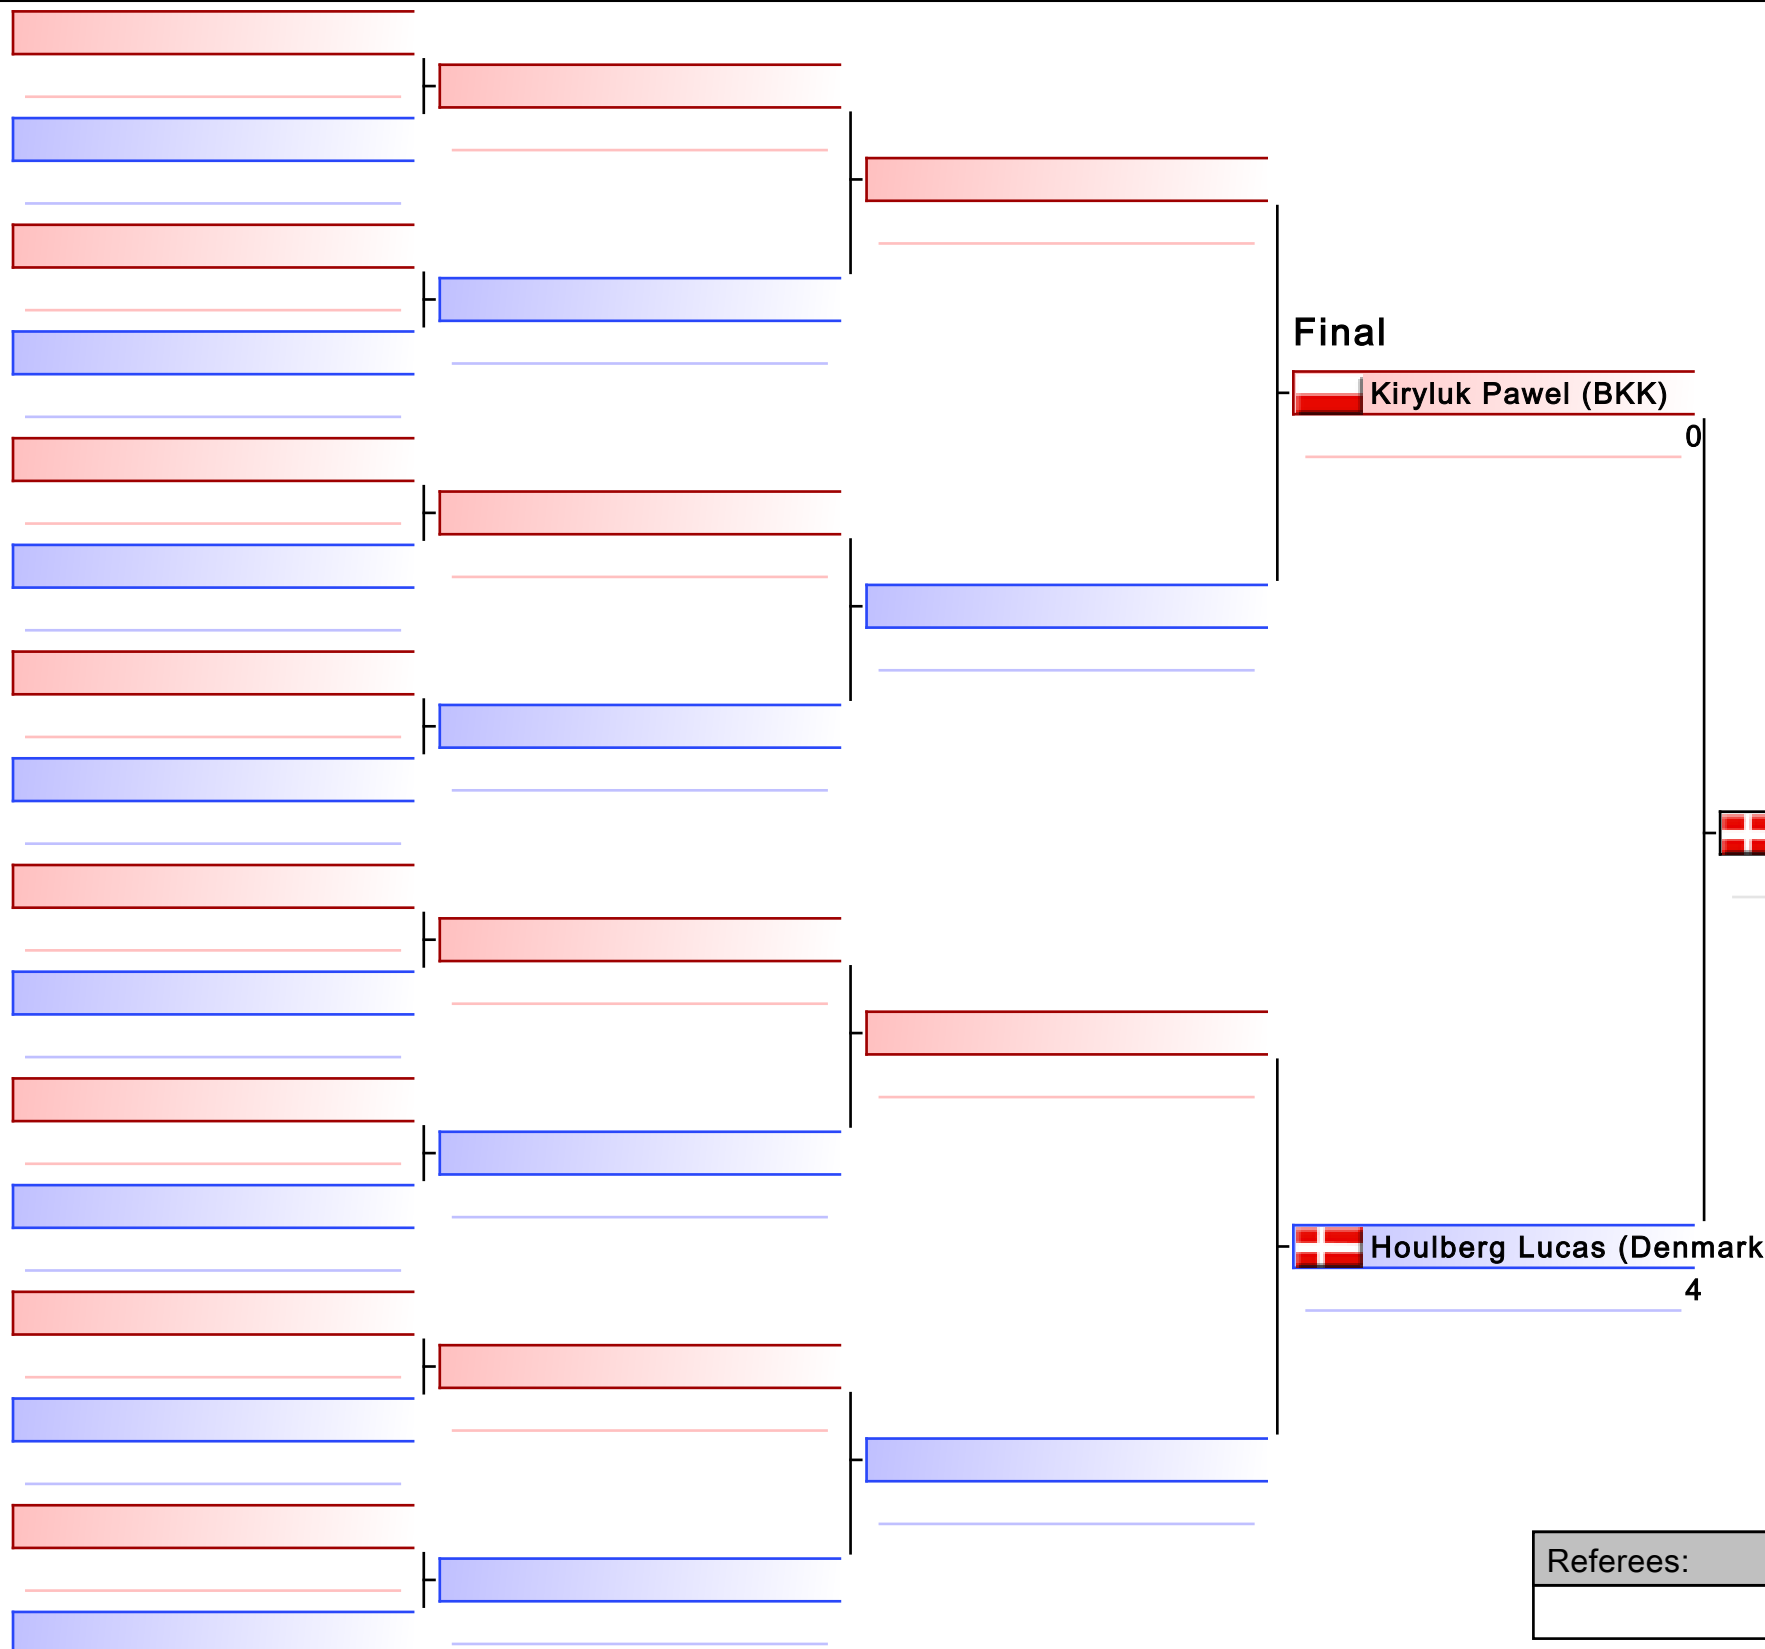 Final
Kiryluk Pawel (BKK)
0
Houlberg Lucas (Denmark
4
Referees: